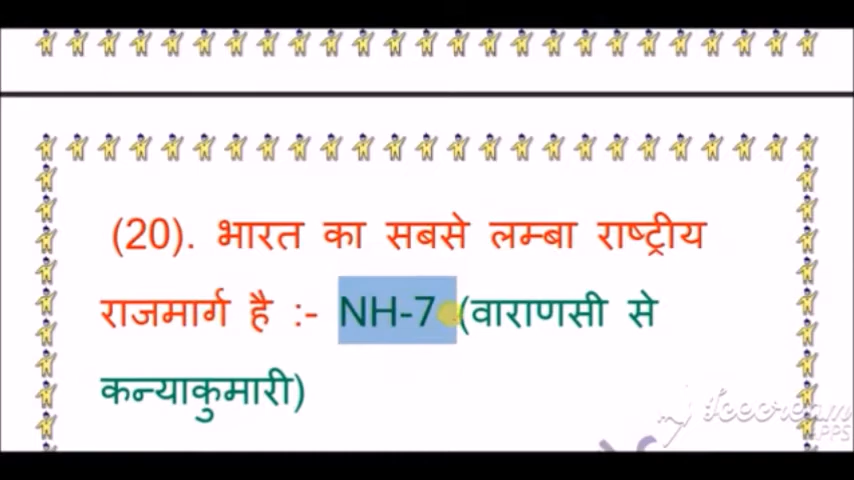 (20). भारत का सबसे लम्बा राष्ट्रीय
राजमार्ग है :- NH-7 (वाराणसी से
कन्याकुमारी)